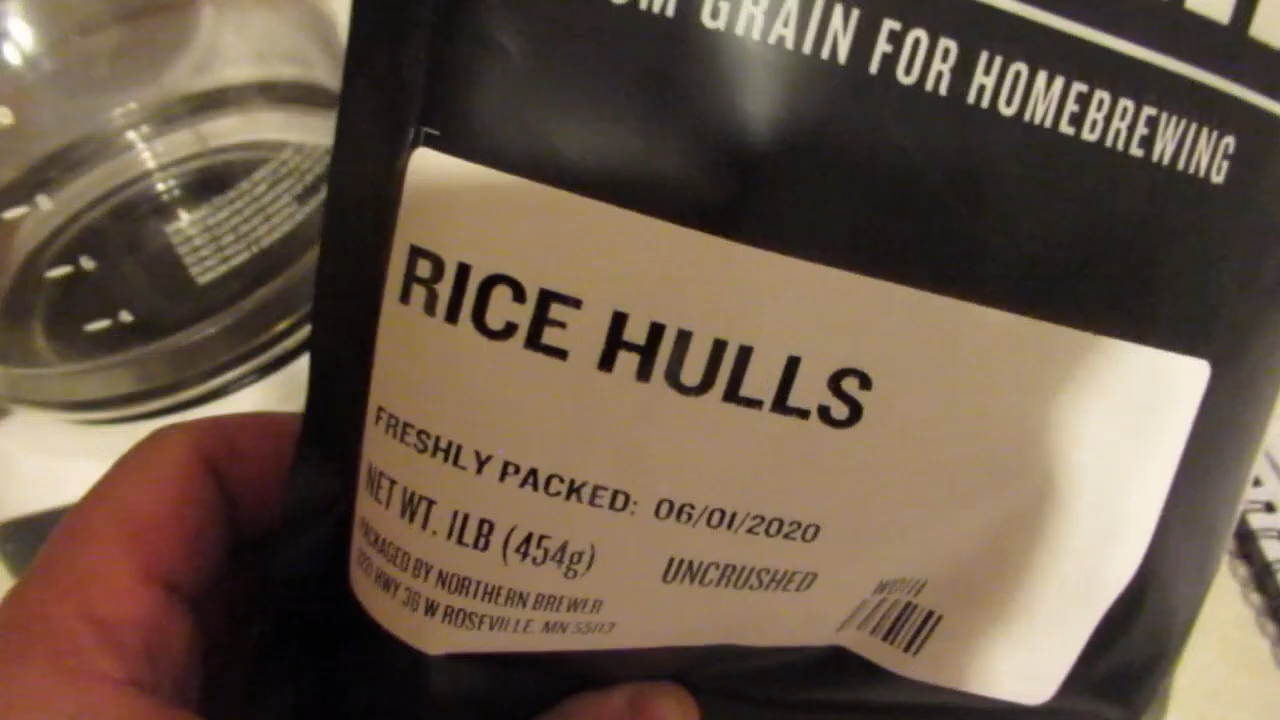 GRAIN FOR HOMEBREWING
RICE HULLS
FRESHLY PACKED: 06/01/2020
NET WT. 1LB (454g)
UNCRUSHED
PACKAGED BY NORTHERN BREWER
HWY 36 W ROSEVILLE, MN 55113